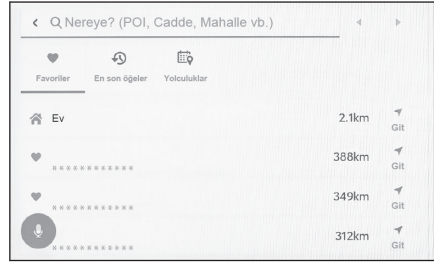 Nereye? (POI, Cadde, Mahalle vb.)
Favoriler En son öğeler Yolculuklar
Ev 2.1km Git
388km Git
************
349km Git
************
312km Git
************